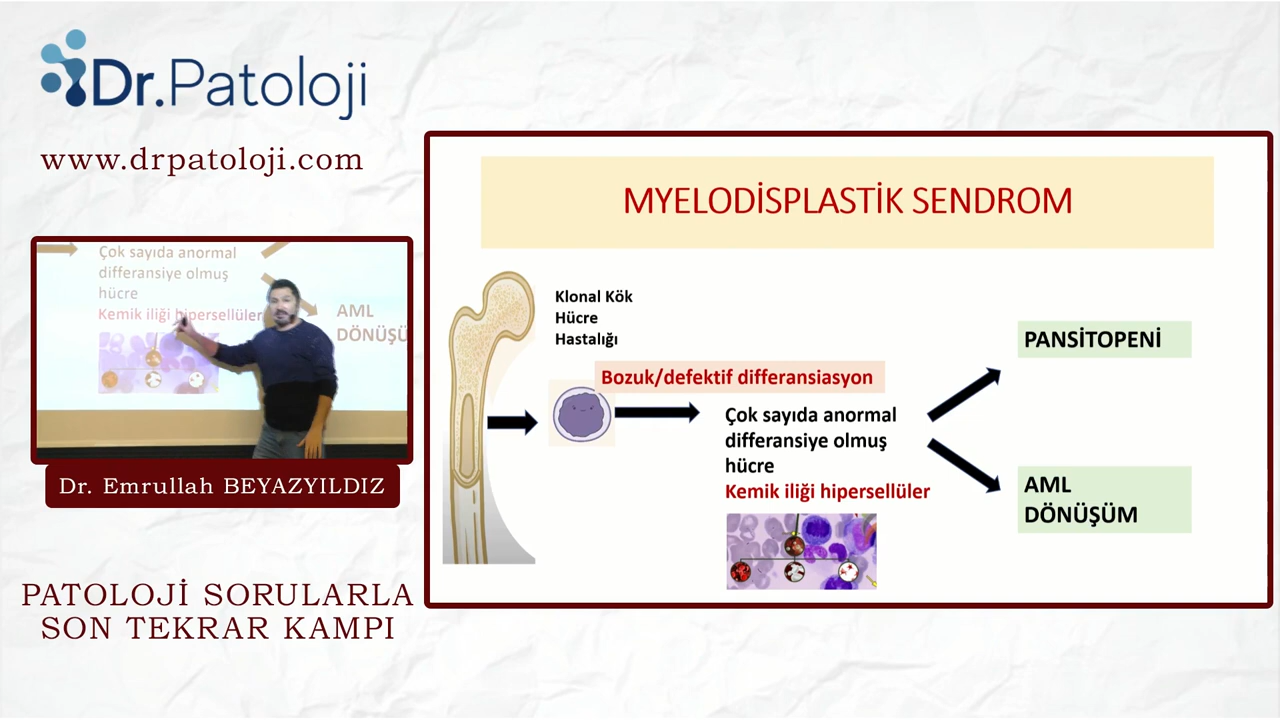 Dr.Patoloji
www.drpatoloji.com
Çok sayıda anormal
differansiye olmuş
hücre
Kemik iliği hipersellüler
AML
DÖNÜŞÜ
Dr. Emrullah BEYAZYILDIZ
PATOLOJİ SORULARLA
SON TEKRAR KAMPI
MYELODİSPLASTİK SENDROM
Klonal Kök
Hücre
Hastalığı
Bozuk/defektif differansiasyon
Çok sayıda anormal
differansiye olmuş
hücre
Kemik iliği hipersellüler
PANSİTOPENİ
AML
DÖNÜŞÜM